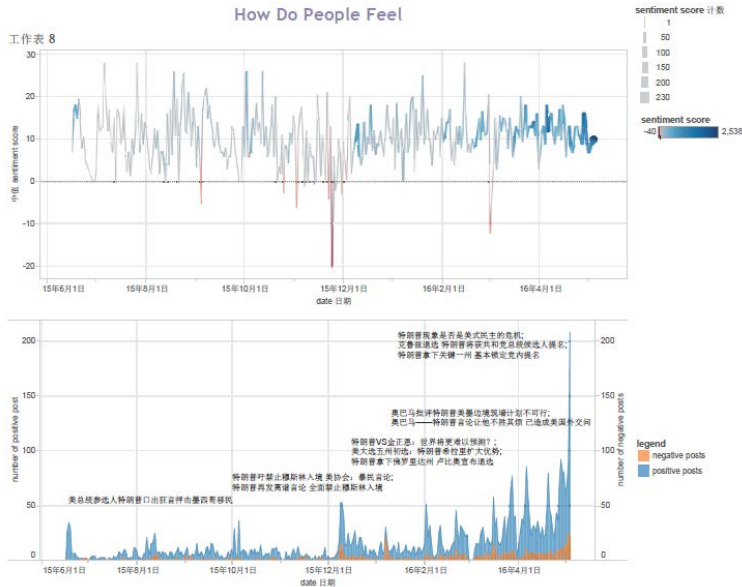 How Do People Feel
sentiment score 计数
1
50
100
150
200
230
sentiment score
-40
2,538
工作表 8
30
20
10
0
-10
-20
中值 sentiment score
15年6月1日
15年8月1日
15年10月1日
15年12月1日
16年2月1日
16年4月1日
date 日期
200
150
100
50
0
number of positive post
特朗普现象是否是美式民主的危机;
克鲁兹退选 特朗普将获共和党总统候选人提名;
特朗普拿下关键一州 基本锁定党内提名
奥巴马批评特朗普美墨边境筑墙计划不可行;
奥巴马——特朗普言论让他不胜其烦 已造成美国外交问
特朗普VS金正恩: 世界将更难以预测？;
美大选五州初选: 特朗普希拉里扩大优势;
特朗普拿下佛罗里达州 卢比奥宣布退选
特朗普吁禁止穆斯林入境 美协会: 暴民言论;
特朗普再发离谱言论 全面禁止穆斯林入境
美总统参选人特朗普口出狂言抨击墨西哥移民
200
150
100
50
0
number of negative posts
legend
negative posts
positive posts
15年6月1日
15年8月1日
15年10月1日
15年12月1日
16年2月1日
16年4月1日
date 日期